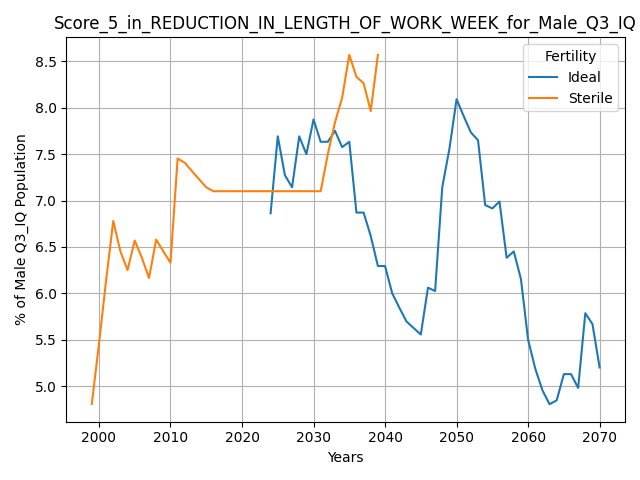 Score_5_in_REDUCTION_IN_LENGTH_OF_WORK_WEEK_for_Male_Q3_IQ
Fertility
Ideal
Sterile
% of Male Q3_IQ Population
8.5
8.0
7.5
7.0
6.5
6.0
5.5
5.0
2000 2010 2020 2030 2040 2050 2060 2070
Years